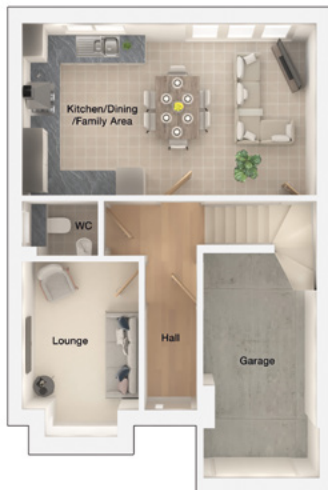 Kitchen/Dining
/Family Area
WC
Lounge
Hall
Garage